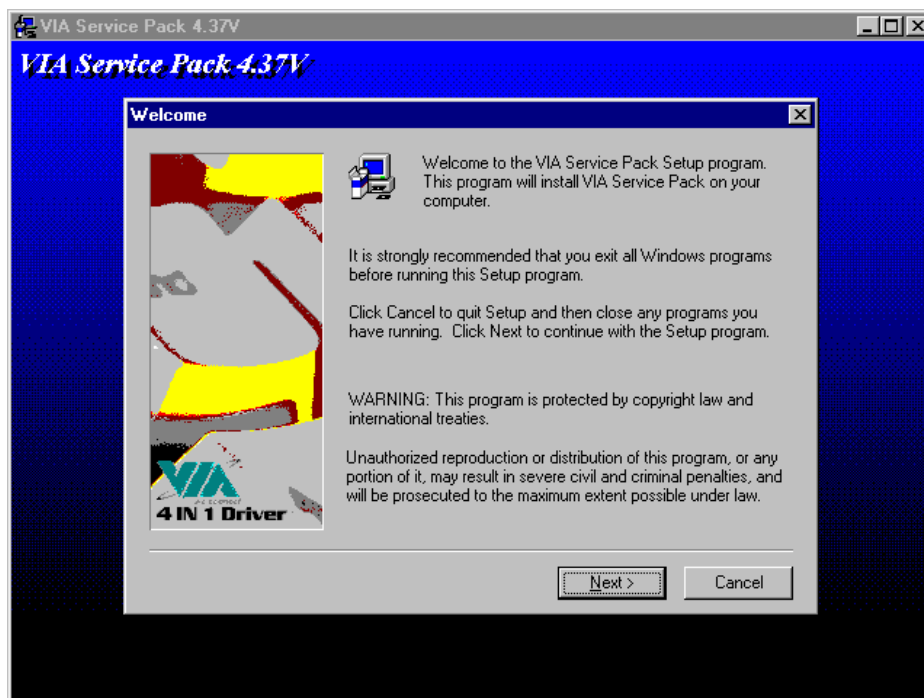 VIA Service Pack 4.37V
VIA Service Pack 4.37V
Welcome
Welcome to the VIA Service Pack Setup program.
This program will install VIA Service Pack on your
computer.
It is strongly recommended that you exit all Windows programs
before running this Setup program.
Click Cancel to quit Setup and then close any programs you
have running. Click Next to continue with the Setup program.
WARNING: This program is protected by copyright law and
international treaties.
Unauthorized reproduction or distribution of this program, or any
portion of it, may result in severe civil and criminal penalties, and
will be prosecuted to the maximum extent possible under law.
VIA
4 IN 1 Driver
Next >
Cancel